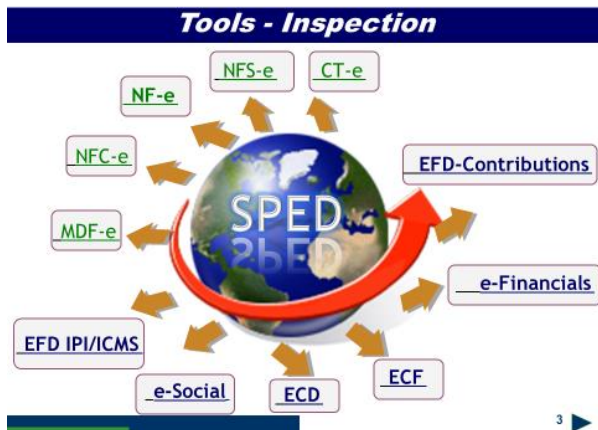 Tools - Inspection
NFS-e
CT-e
NF-e
NFC-e
EFD-Contributions
SPED
MDF-e
e-Financials
EFD IPI/ICMS
ECF
e-Social
ECD
3